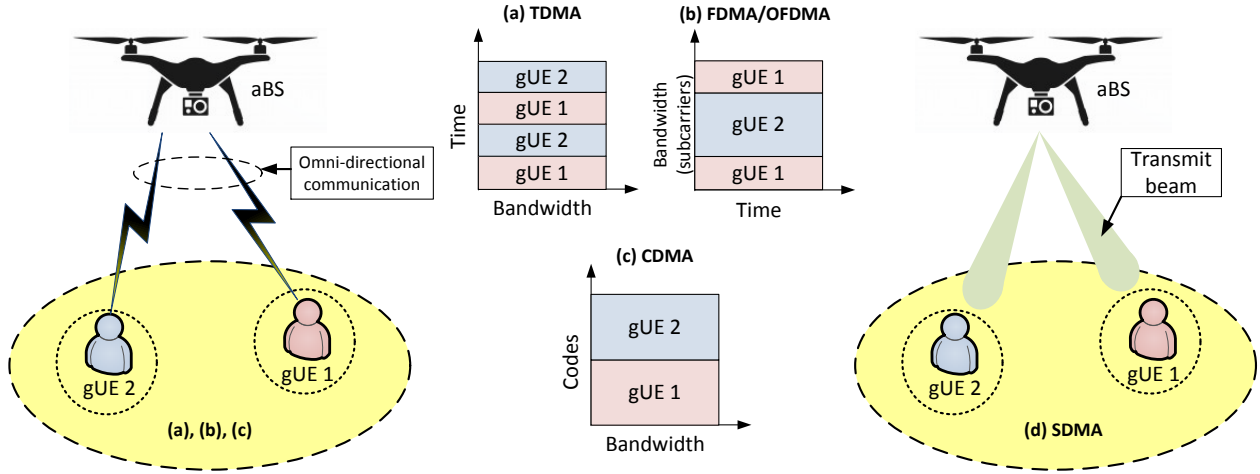 aBS
Omni-directional
communication
gUE 2
gUE 1
(a), (b), (c)
(a) TDMA
Time
gUE 2
gUE 1
gUE 2
gUE 1
Bandwidth
(b) FDMA/OFDMA
Bandwidth
(subcarriers)
gUE 1
gUE 2
gUE 1
Time
(c) CDMA
Codes
gUE 2
gUE 1
Bandwidth
aBS
Transmit
beam
gUE 2
gUE 1
(d) SDMA